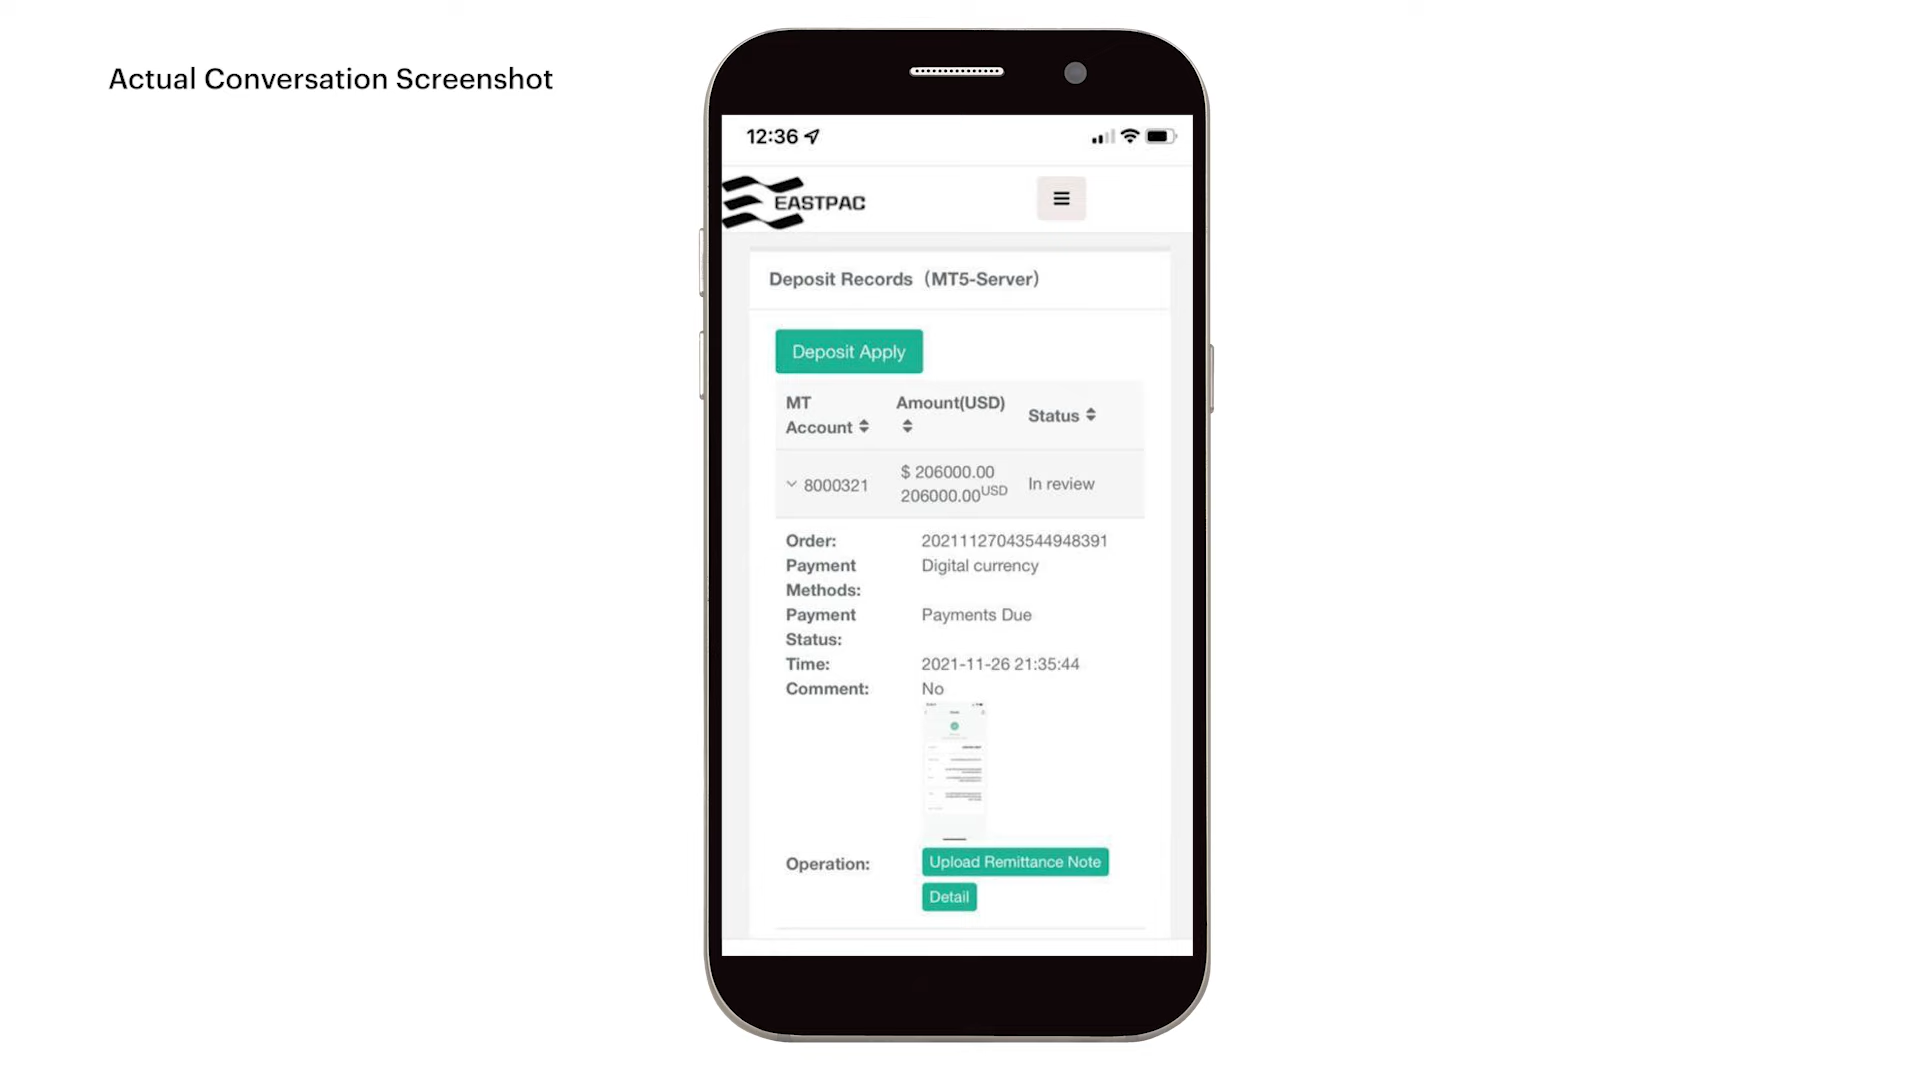 Actual Conversation Screenshot
12:36
EASTPAC
Deposit Records (MT5-Server)
Deposit Apply
MT Account
Amount(USD)
Status
8000321
$ 206000.00
206000.00USD
In review
Order: 20211127043544948391
Payment Methods: Digital currency
Payment Status: Payments Due
Time: 2021-11-26 21:35:44
Comment: No
Operation:
Upload Remittance Note
Detail